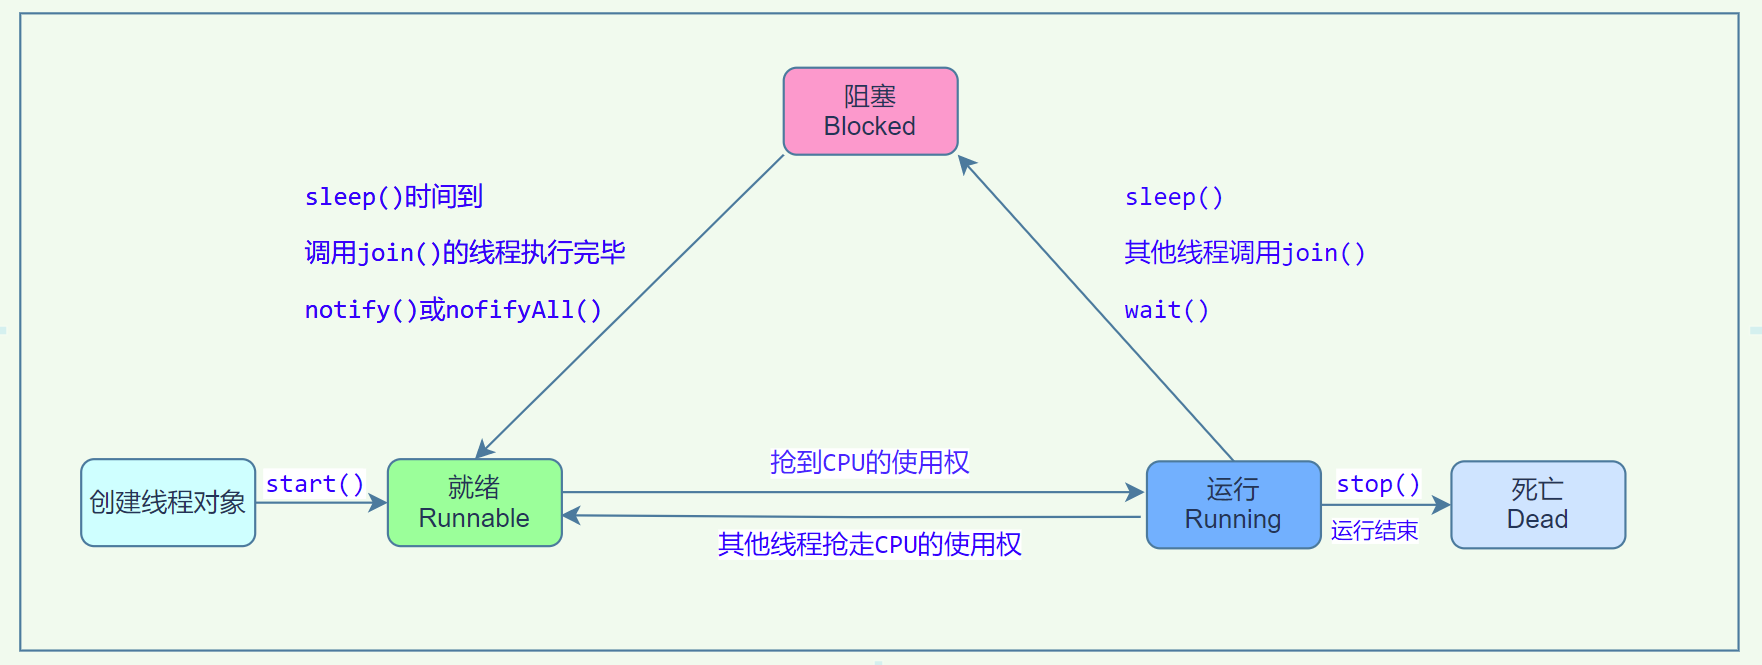 阻塞
Blocked
sleep()时间到
调用join()的线程执行完毕
notify()或nofifyAll()
sleep()
其他线程调用join()
wait()
创建线程对象
start()
就绪
Runnable
抢到CPU的使用权
其他线程抢走CPU的使用权
运行
Running
stop()
运行结束
死亡
Dead